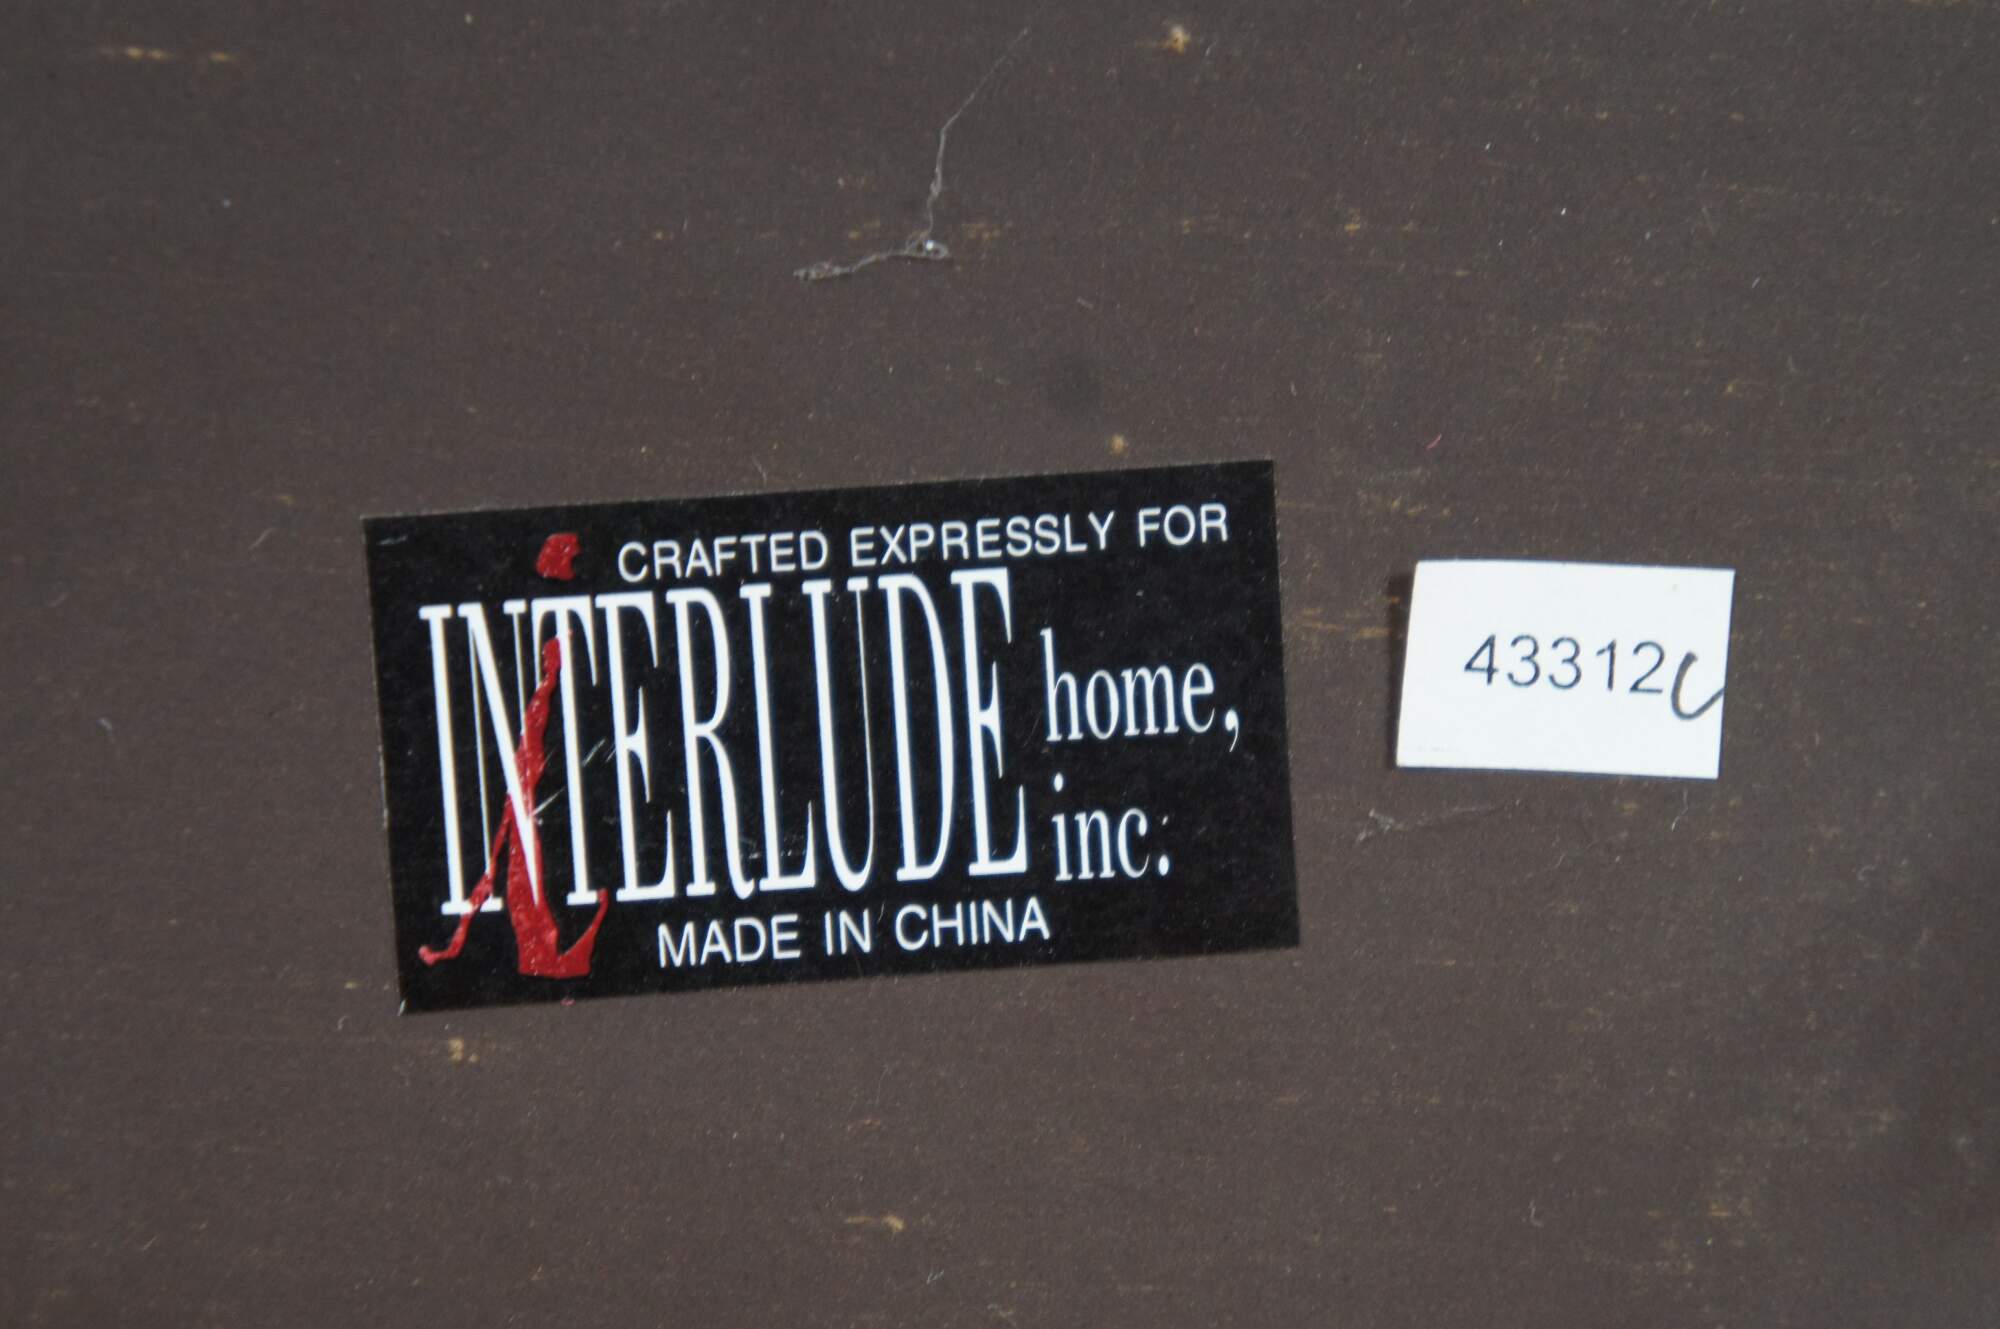 CRAFTED EXPRESSLY FOR
INTERLUDE home, inc.
MADE IN CHINA
43312C